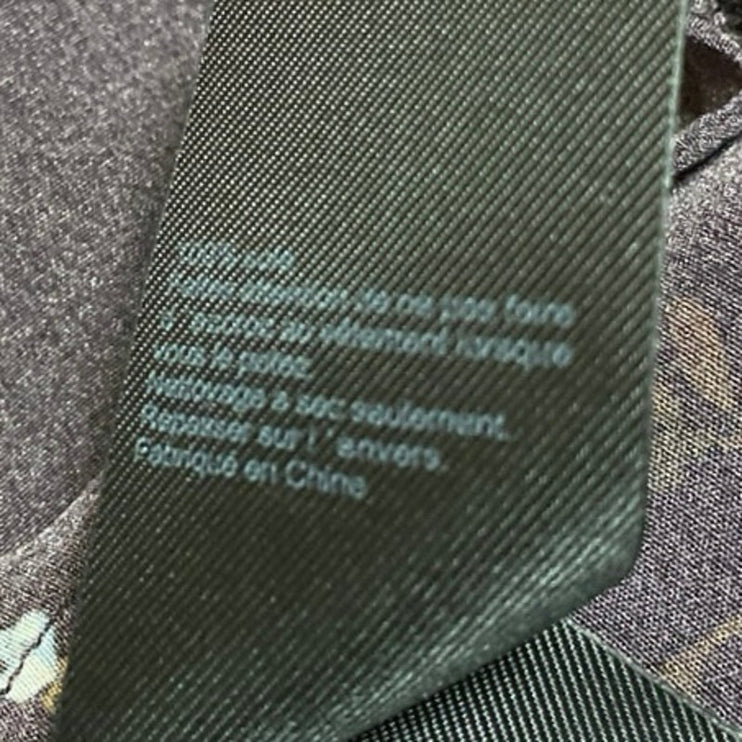 100% soie
attention de ne pas faire
d'accroc au vêtement lorsque
vous le portez.
Nettoyage à sec seulement.
Repasser sur l'envers.
Fabriqué en Chine